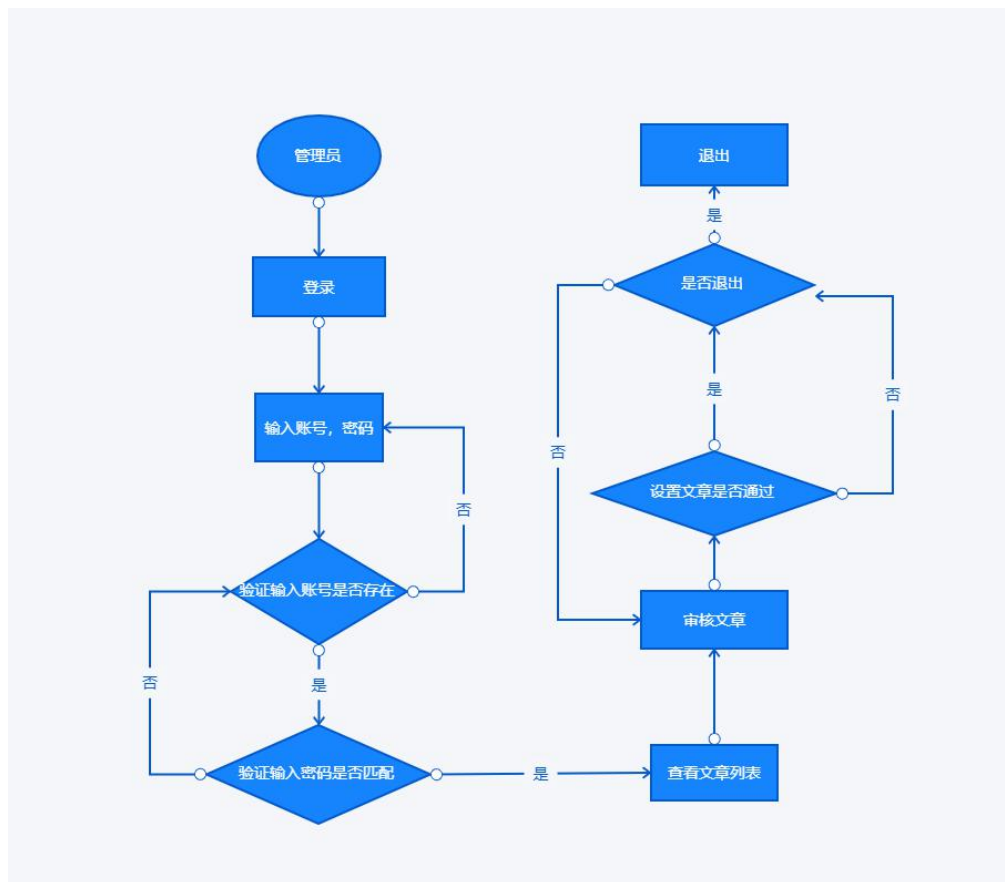 管理员
登录
输入账号，密码
否
验证输入账号是否存在
是
否
验证输入密码是否匹配
是
查看文章列表
审核文章
设置文章是否通过
是
否
是否退出
否
是
退出